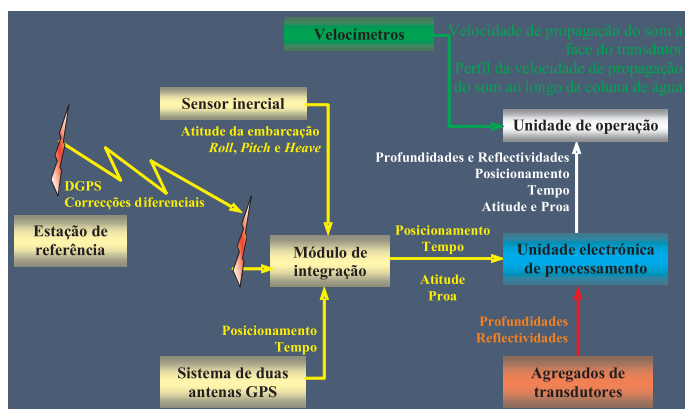 Velocímetros
Velocidade de propagação do som à
face do transdutor
Perfil da velocidade de propagação
do som ao longo da coluna de água
Sensor inercial
Atitude da embarcação
Roll, Pitch e Heave
Unidade de operação
Profundidades e Reflectividades
Posicionamento
Tempo
Atitude e Proa
DGPS
Correcções diferenciais
Estação de
referência
Módulo de
integração
Posicionamento
Tempo
Atitude
Proa
Unidade electrónica
de processamento
Posicionamento
Tempo
Profundidades
Reflectividades
Sistema de duas
antenas GPS
Agregados de
transdutores